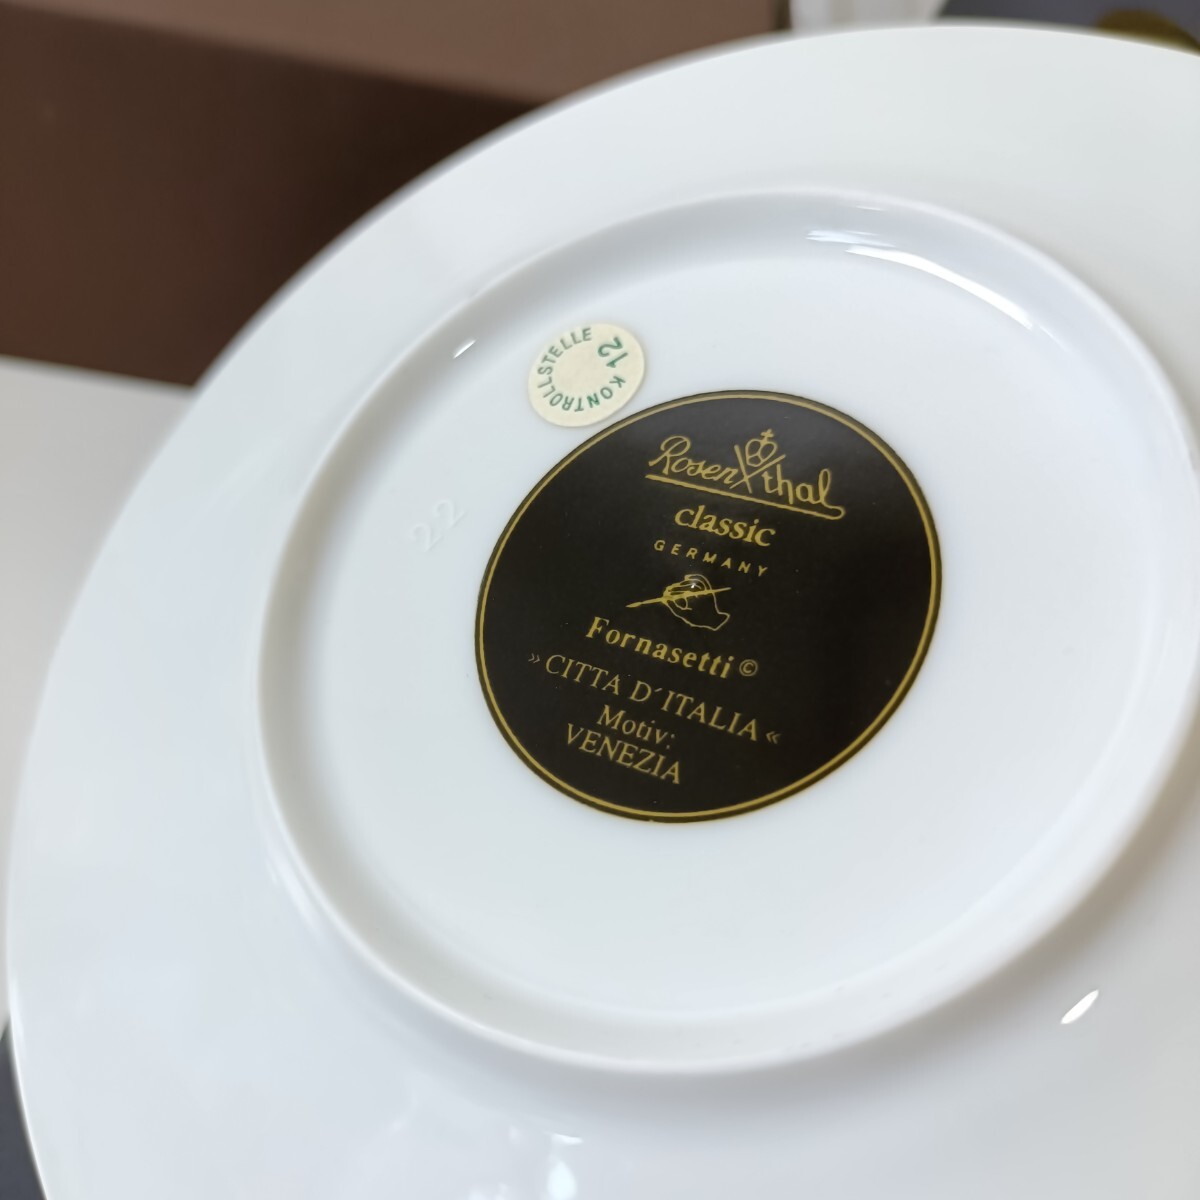 KONTROLLSTELLE
12
22
Rosenthal
classic
GERMANY
Fornasetti ©
»CITTA D´ITALIA«
Motiv:
VENEZIA